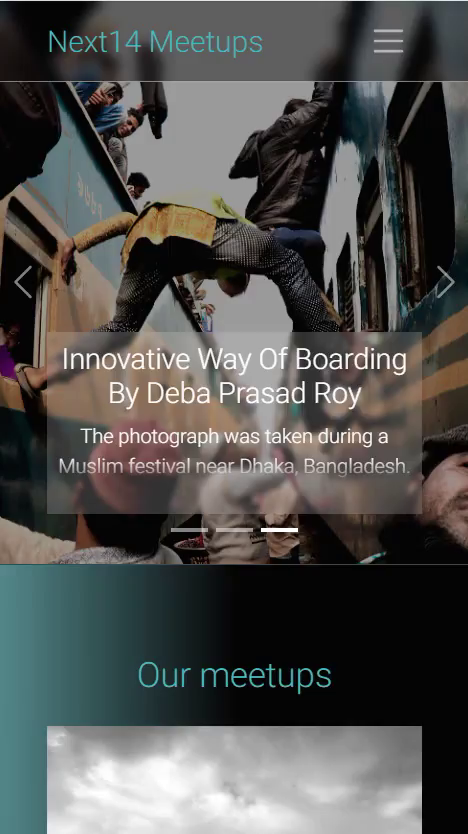 Next14 Meetups
Innovative Way Of Boarding
By Deba Prasad Roy
The photograph was taken during a
Muslim festival near Dhaka, Bangladesh.
Our meetups